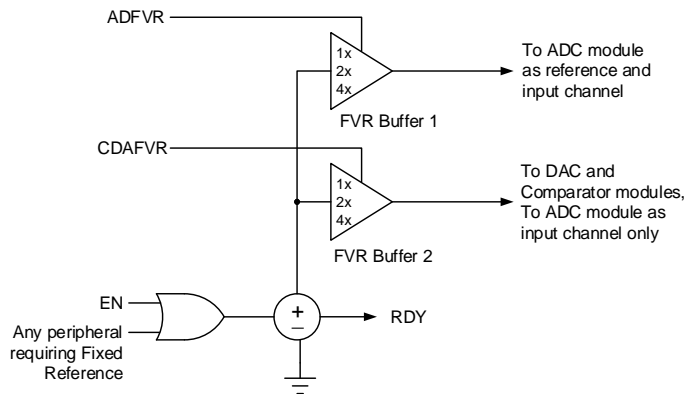 ADFVR
1x
2x
4x
To ADC module
as reference and
input channel
FVR Buffer 1
CDAFVR
1x
2x
4x
To DAC and
Comparator modules,
To ADC module as
input channel only
FVR Buffer 2
EN
Any peripheral
requiring Fixed
Reference
+
−
RDY